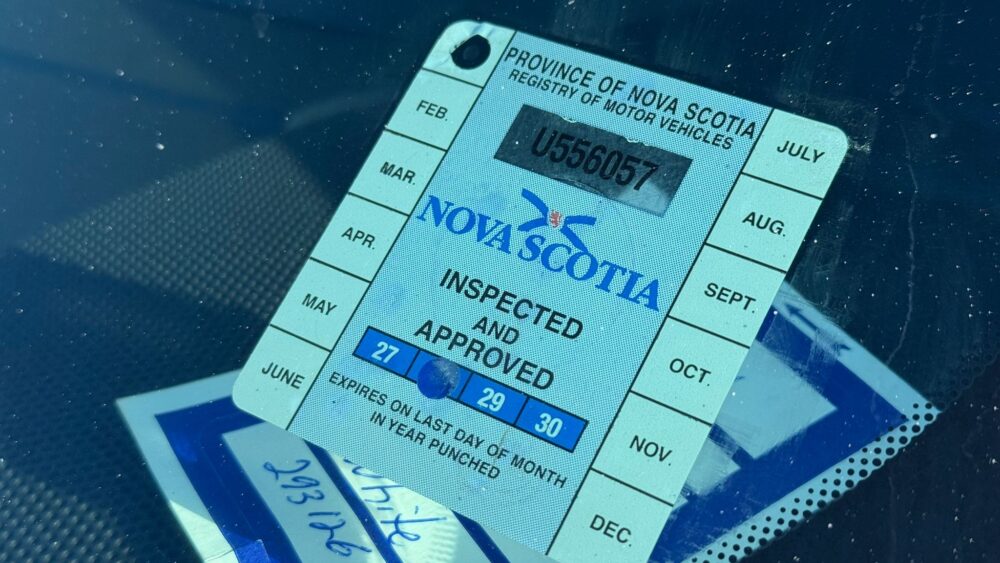 PROVINCE OF NOVA SCOTIA
REGISTRY OF MOTOR VEHICLES
U556057
NOVA SCOTIA
INSPECTED
AND
APPROVED
27 29 30
EXPIRES ON LAST DAY OF MONTH
IN YEAR PUNCHED
FEB.
MAR.
APR.
MAY
JUNE
JULY
AUG.
SEPT.
OCT.
NOV.
DEC.
White
293126